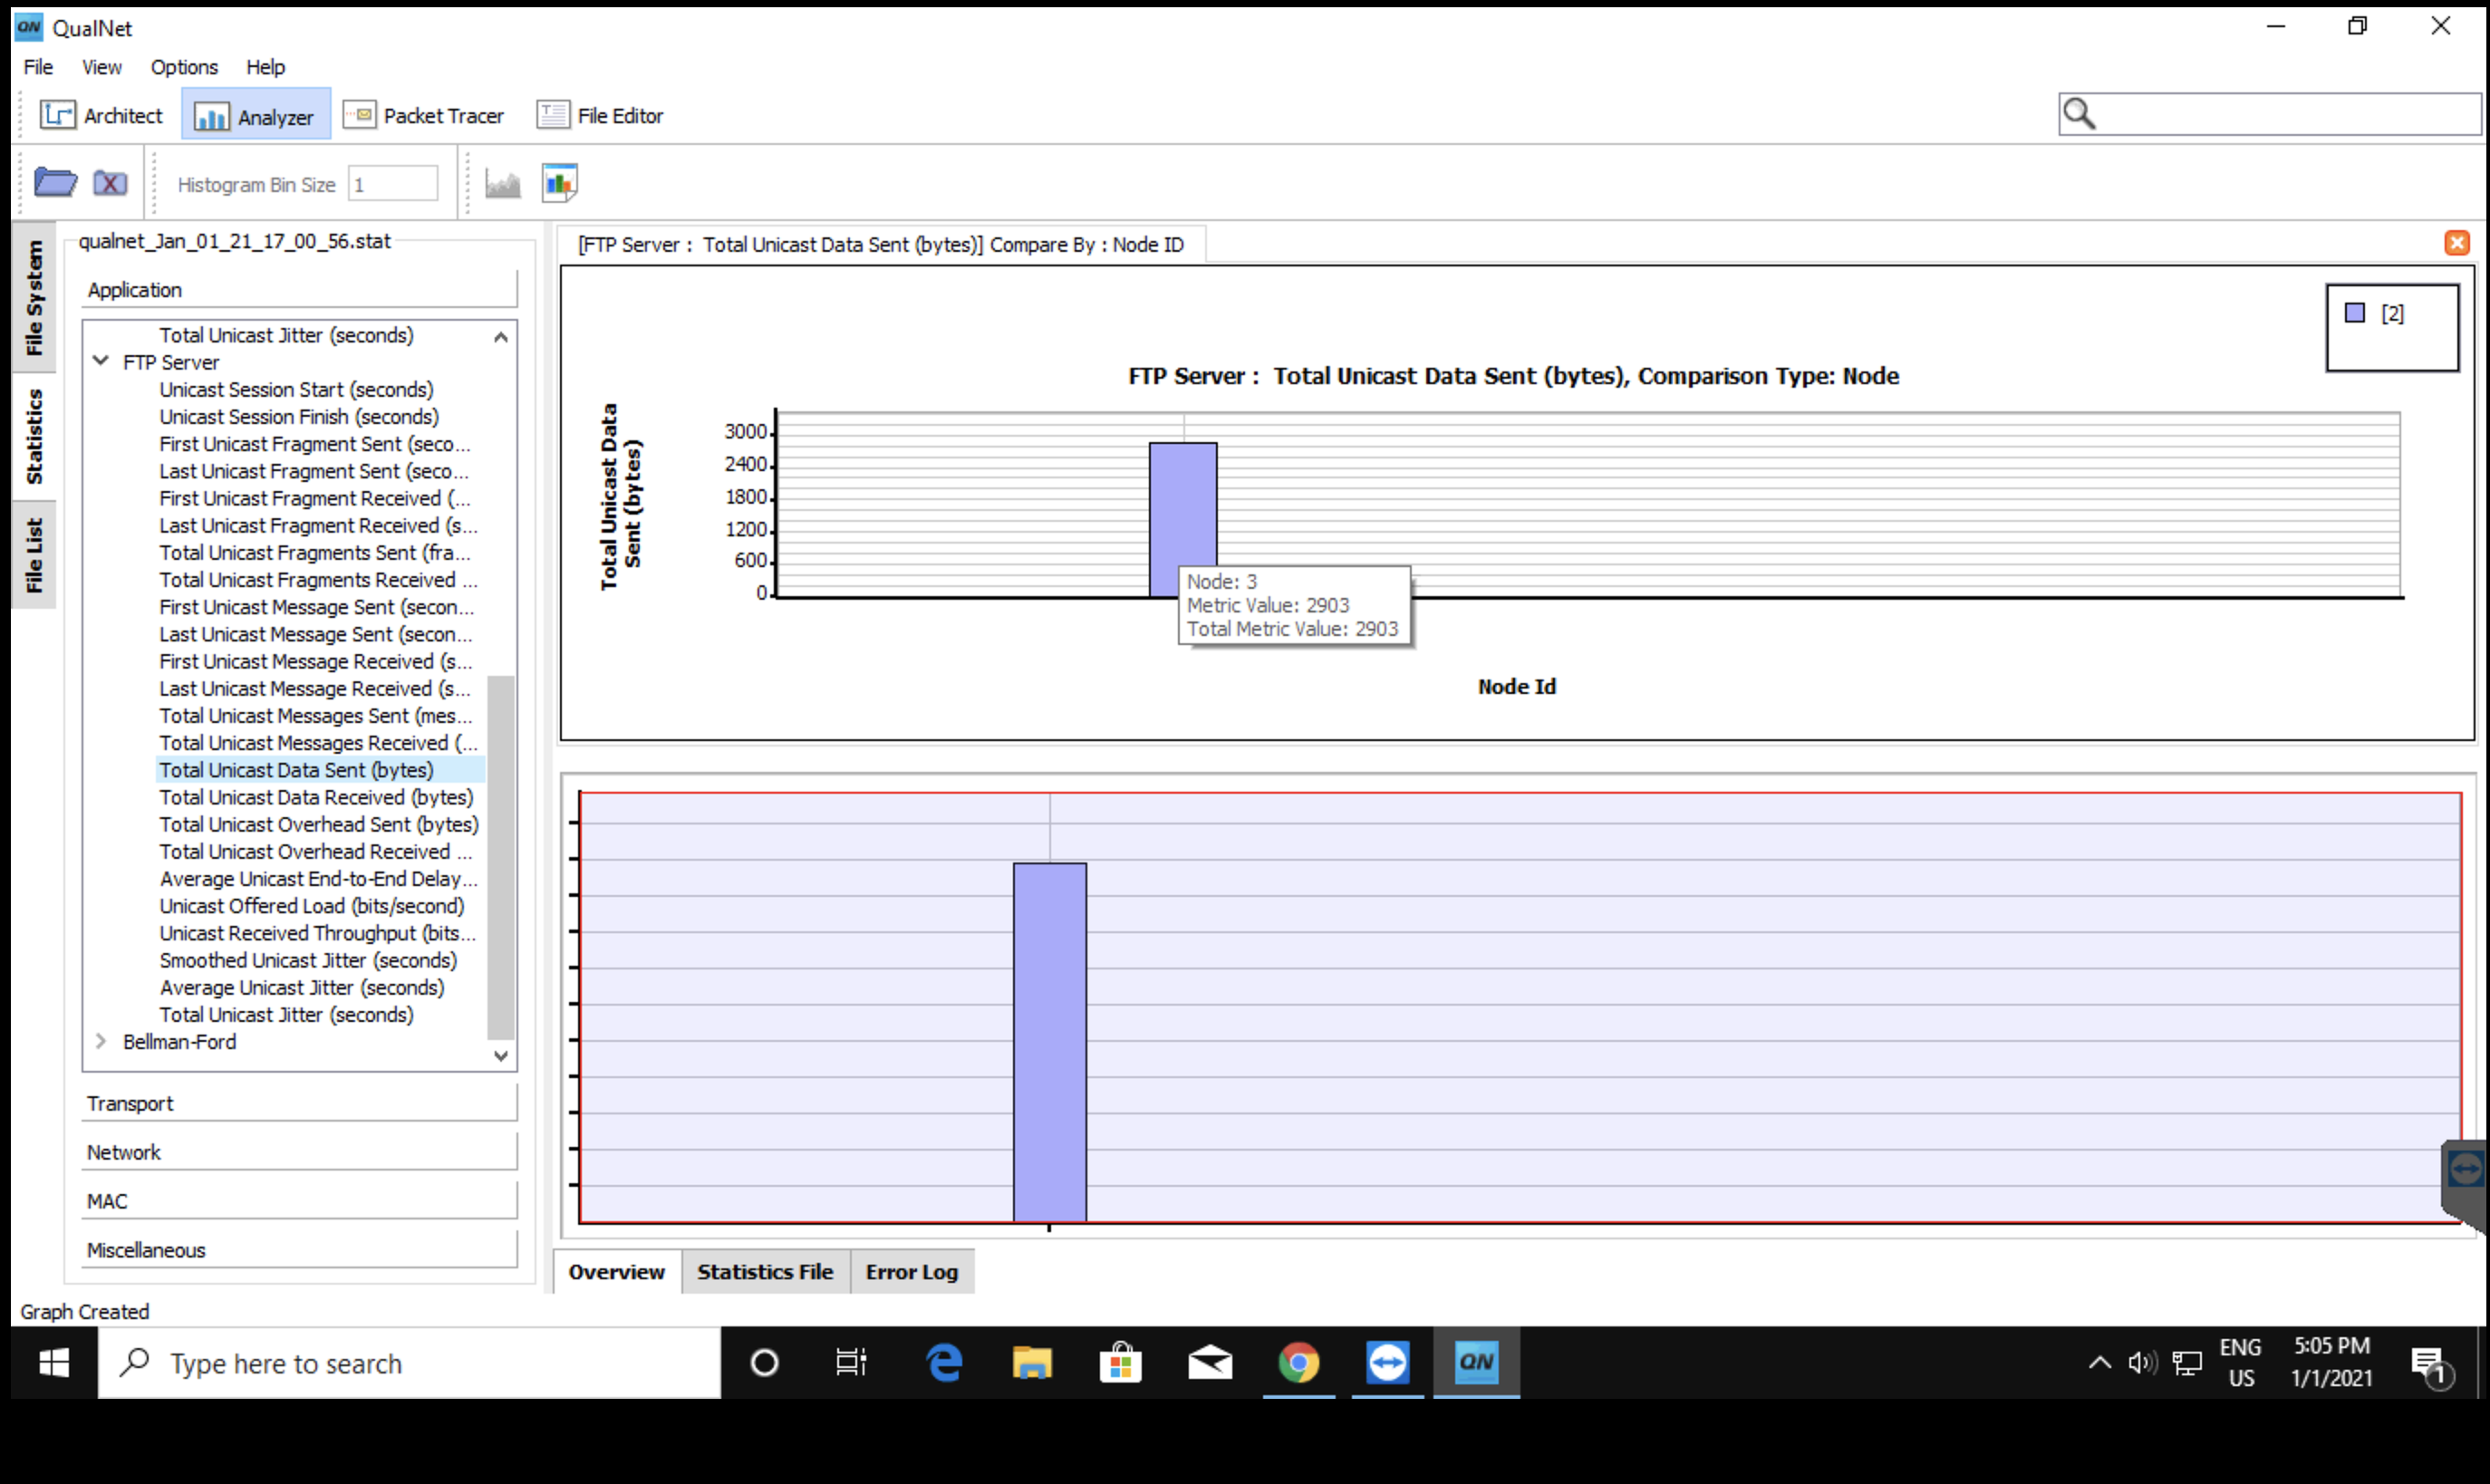 QN QualNet
File View Options Help
Architect Analyzer Packet Tracer File Editor
Histogram Bin Size 1
File System
Statistics
File List
qualnet_Jan_01_21_17_00_56.stat
Application
Total Unicast Jitter (seconds)
FTP Server
Unicast Session Start (seconds)
Unicast Session Finish (seconds)
First Unicast Fragment Sent (seco...
Last Unicast Fragment Sent (seco...
First Unicast Fragment Received (...
Last Unicast Fragment Received (s...
Total Unicast Fragments Sent (fra...
Total Unicast Fragments Received ...
First Unicast Message Sent (secon...
Last Unicast Message Sent (secon...
First Unicast Message Received (s...
Last Unicast Message Received (s...
Total Unicast Messages Sent (mes...
Total Unicast Messages Received (...
Total Unicast Data Sent (bytes)
Total Unicast Data Received (bytes)
Total Unicast Overhead Sent (bytes)
Total Unicast Overhead Received ...
Average Unicast End-to-End Delay...
Unicast Offered Load (bits/second)
Unicast Received Throughput (bits...
Smoothed Unicast Jitter (seconds)
Average Unicast Jitter (seconds)
Total Unicast Jitter (seconds)
Bellman-Ford
Transport
Network
MAC
Miscellaneous
[FTP Server : Total Unicast Data Sent (bytes)] Compare By : Node ID
[2]
FTP Server : Total Unicast Data Sent (bytes), Comparison Type: Node
Total Unicast Data
Sent (bytes)
3000
2400
1800
1200
600
0
Node: 3
Metric Value: 2903
Total Metric Value: 2903
Node Id
Overview Statistics File Error Log
Graph Created
Type here to search
QN
ENG
US
5:05 PM
1/1/2021
1